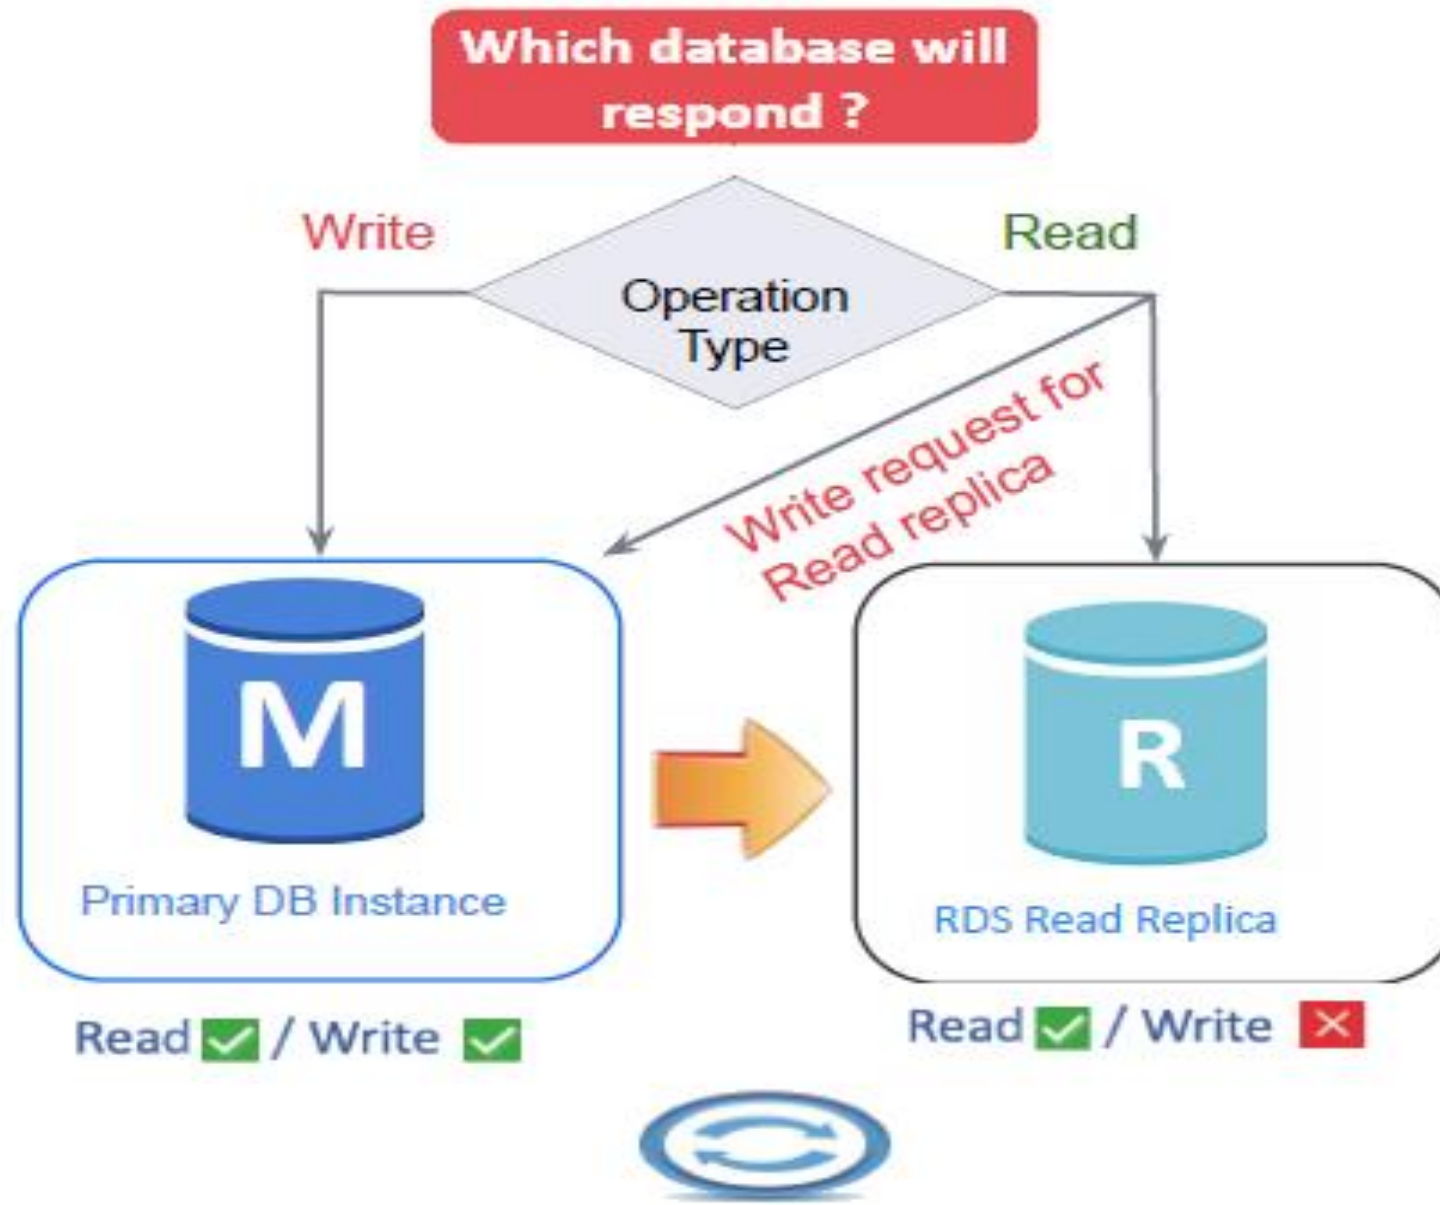 Which database will
respond ?
Write
Read
Operation
Type
Write request for
Read replica
M
R
Primary DB Instance
RDS Read Replica
Read ✅ / Write ✅
Read ✅ / Write ❌